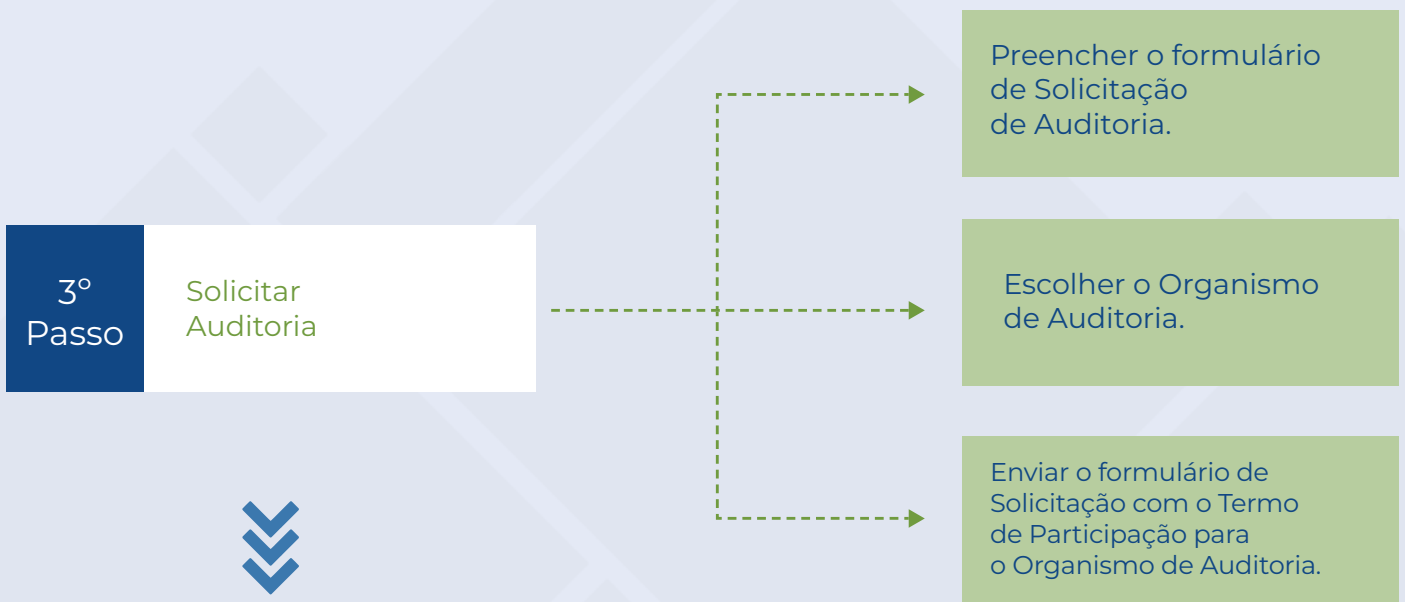 3º
Passo
Solicitar
Auditoria
Preencher o formulário
de Solicitação
de Auditoria.
Escolher o Organismo
de Auditoria.
Enviar o formulário de
Solicitação com o Termo
de Participação para
o Organismo de Auditoria.